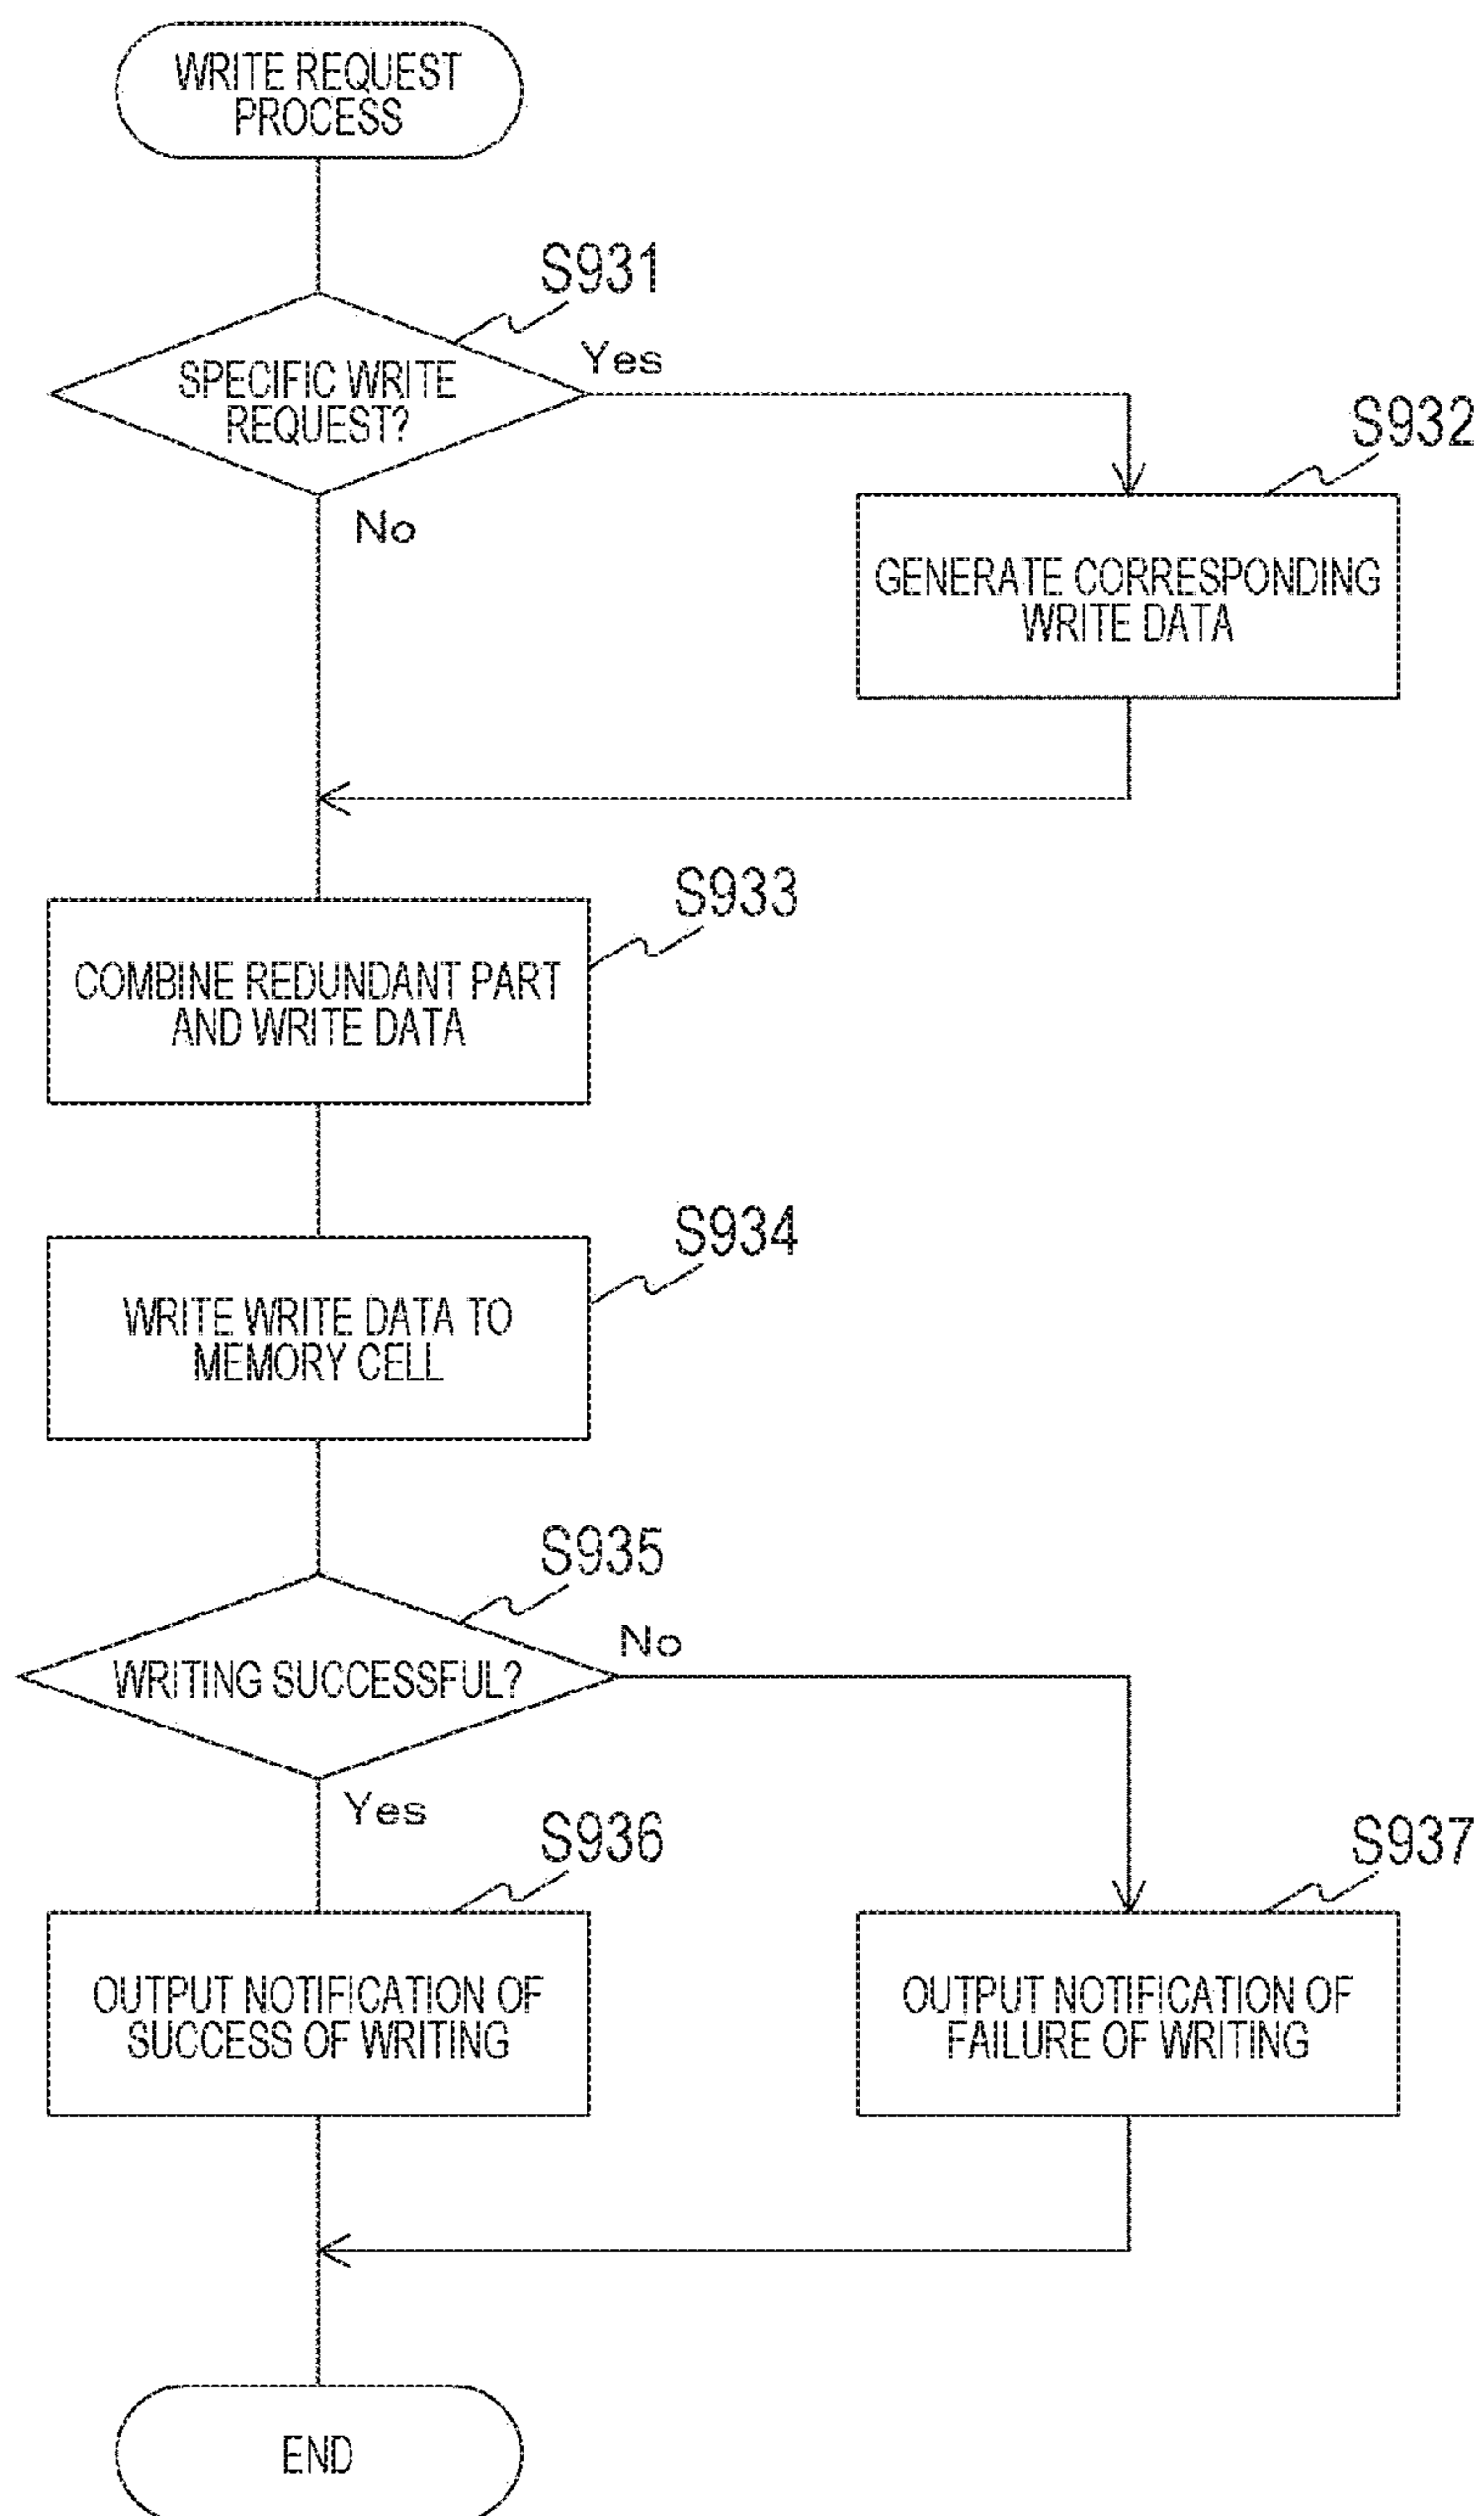 WRITE REQUEST
PROCESS
S931
SPECIFIC WRITE
REQUEST?
Yes
No
S932
GENERATE CORRESPONDING
WRITE DATA
S933
COMBINE REDUNDANT PART
AND WRITE DATA
S934
WRITE WRITE DATA TO
MEMORY CELL
S935
WRITING SUCCESSFUL?
No
Yes
S936
OUTPUT NOTIFICATION OF
SUCCESS OF WRITING
S937
OUTPUT NOTIFICATION OF
FAILURE OF WRITING
END